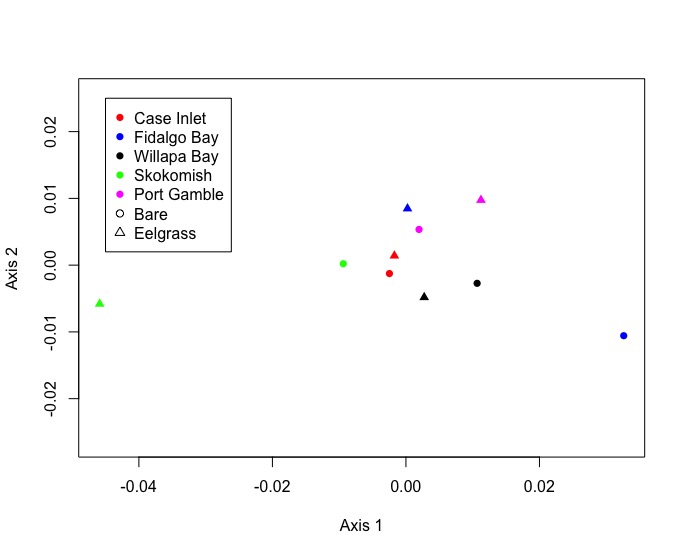 Case Inlet
Fidalgo Bay
Willapa Bay
Skokomish
Port Gamble
Bare
Eelgrass
Axis 2
0.02
0.01
0.00
-0.01
-0.02
-0.04
-0.02
0.00
0.02
Axis 1